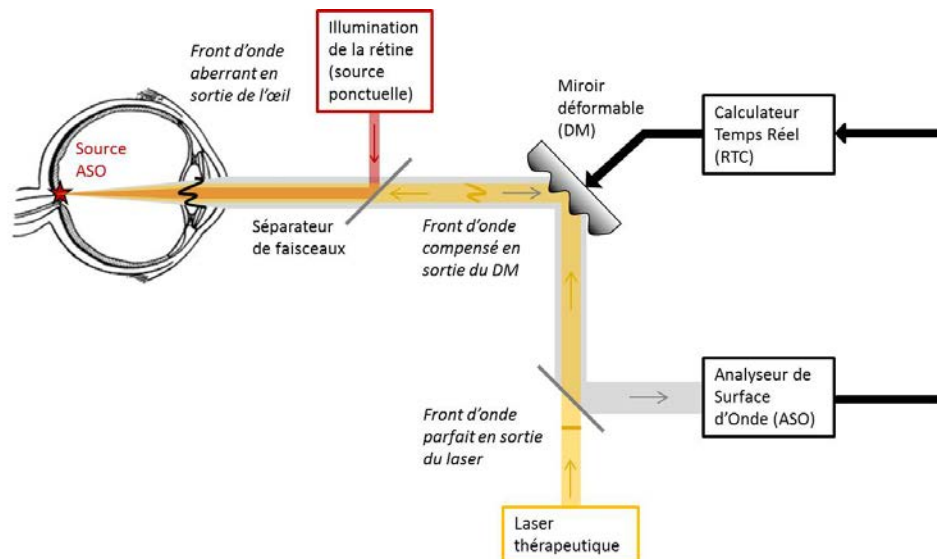 Front d’onde
aberrant en
sortie de l’œil
Illumination
de la rétine
(source
ponctuelle)
Miroir
déformable
(DM)
Calculateur
Temps Réel
(RTC)
Source
ASO
Séparateur
de faisceaux
Front d’onde
compensé en
sortie du DM
Front d’onde
parfait en sortie
du laser
Analyseur de
Surface
d’Onde (ASO)
Laser
thérapeutique